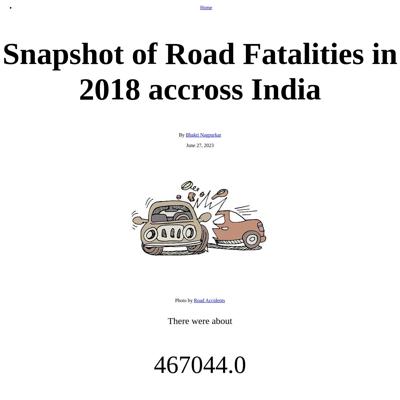 Home
Snapshot of Road Fatalities in
2018 accross India
By Bhakti Nagpurkar
June 27, 2023
Photo by Road Accidents
There were about
467044.0